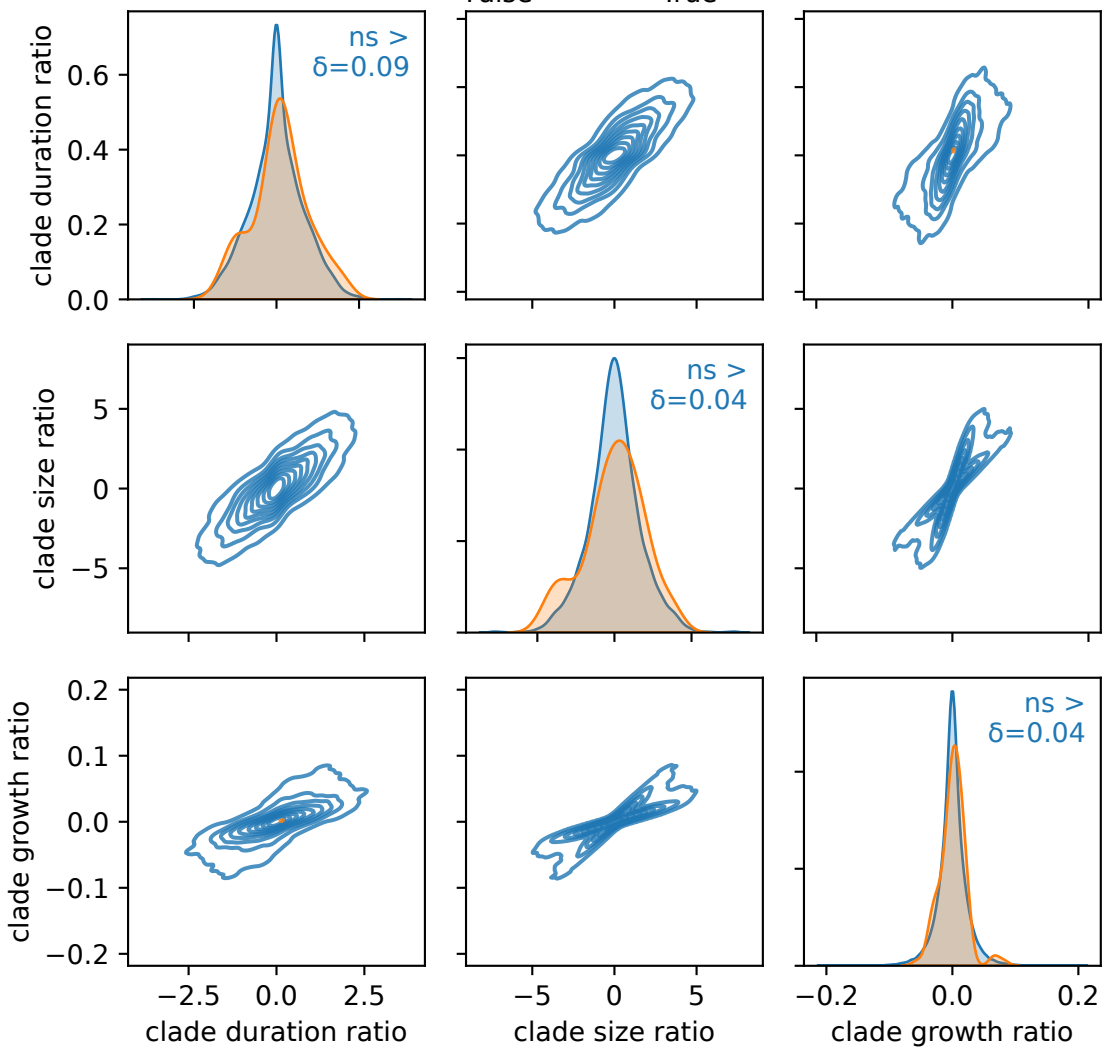 True
clade duration ratio
0.6
0.4
0.2
0.0
ns >
δ=0.09
clade size ratio
5
0
−5
ns >
δ=0.04
clade growth ratio
0.2
0.1
0.0
−0.1
−0.2
ns >
δ=0.04
−2.5 0.0 2.5
clade duration ratio
−5 0 5
clade size ratio
−0.2 0.0 0.2
clade growth ratio